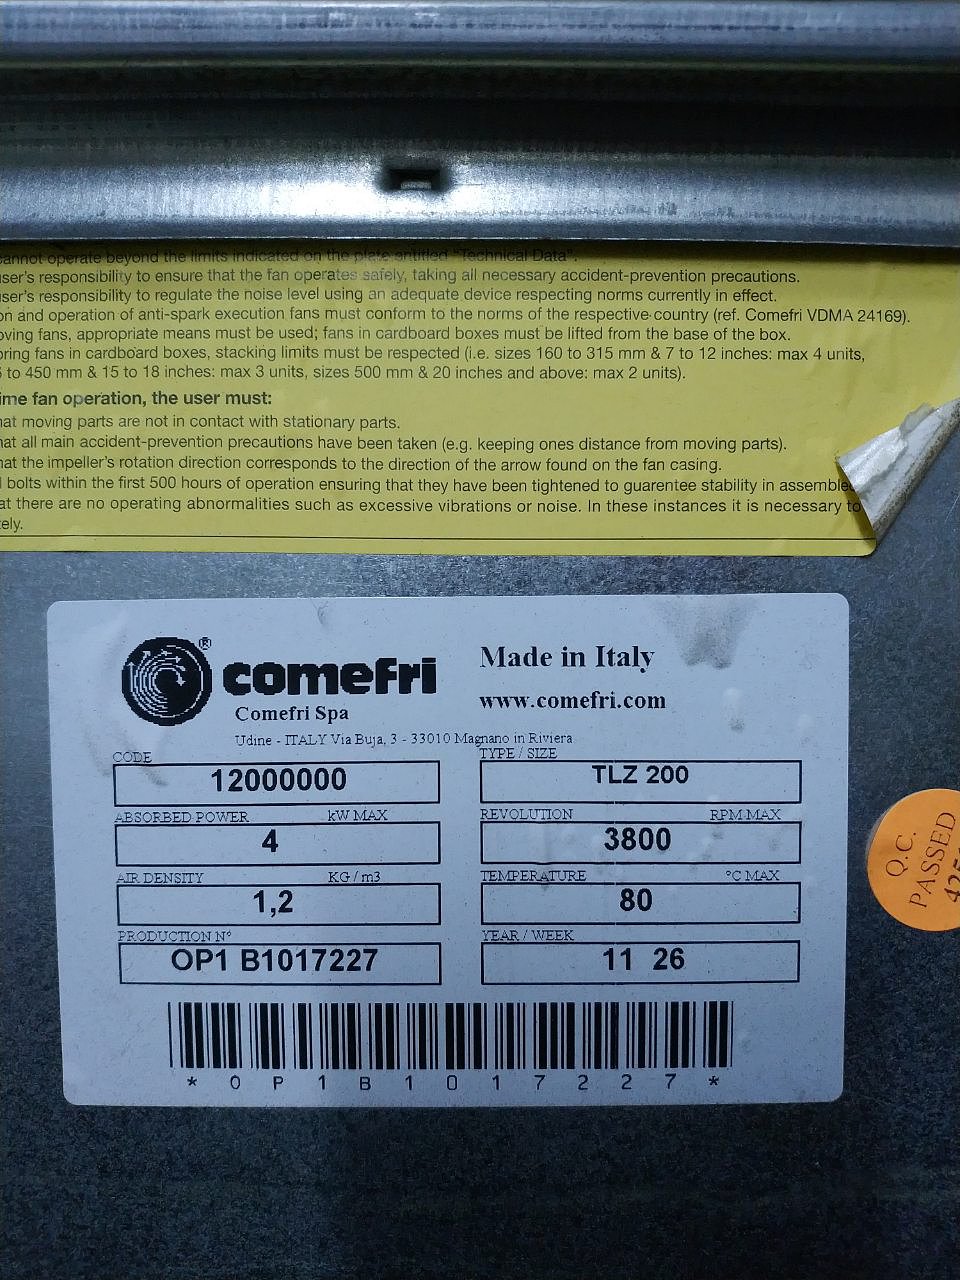 cannot operate beyond the limits indicated on the plate entitled "Technical Data".
user's responsibility to ensure that the fan operates safely, taking all necessary accident-prevention precautions.
user's responsibility to regulate the noise level using an adequate device respecting norms currently in effect.
on and operation of anti-spark execution fans must conform to the norms of the respective country (ref. Comefri VDMA 24169).
oving fans, appropriate means must be used; fans in cardboard boxes must be lifted from the base of the box.
oring fans in cardboard boxes, stacking limits must be respected (i.e. sizes 160 to 315 mm & 7 to 12 inches: max 4 units,
to 450 mm & 15 to 18 inches: max 3 units, sizes 500 mm & 20 inches and above: max 2 units).
ime fan operation, the user must:
hat moving parts are not in contact with stationary parts.
hat all main accident-prevention precautions have been taken (e.g. keeping ones distance from moving parts).
hat the impeller's rotation direction corresponds to the direction of the arrow found on the fan casing.
bolts within the first 500 hours of operation ensuring that they have been tightened to guarentee stability in assembled
at there are no operating abnormalities such as excessive vibrations or noise. In these instances it is necessary to
tely.
® comefri
Made in Italy
Comefri Spa
www.comefri.com
Udine - ITALY Via Buja, 3 - 33010 Magnano in Riviera
CODE TYPE / SIZE
12000000 TLZ 200
ABSORBED POWER kW MAX REVOLUTION RPM MAX
4 3800
AIR DENSITY KG / m3 TEMPERATURE °C MAX
1,2 80
PRODUCTION N° YEAR / WEEK
OP1 B1017227 11 26
* O P 1 B 1 0 1 7 2 2 7 *
Q.C.
PASSED